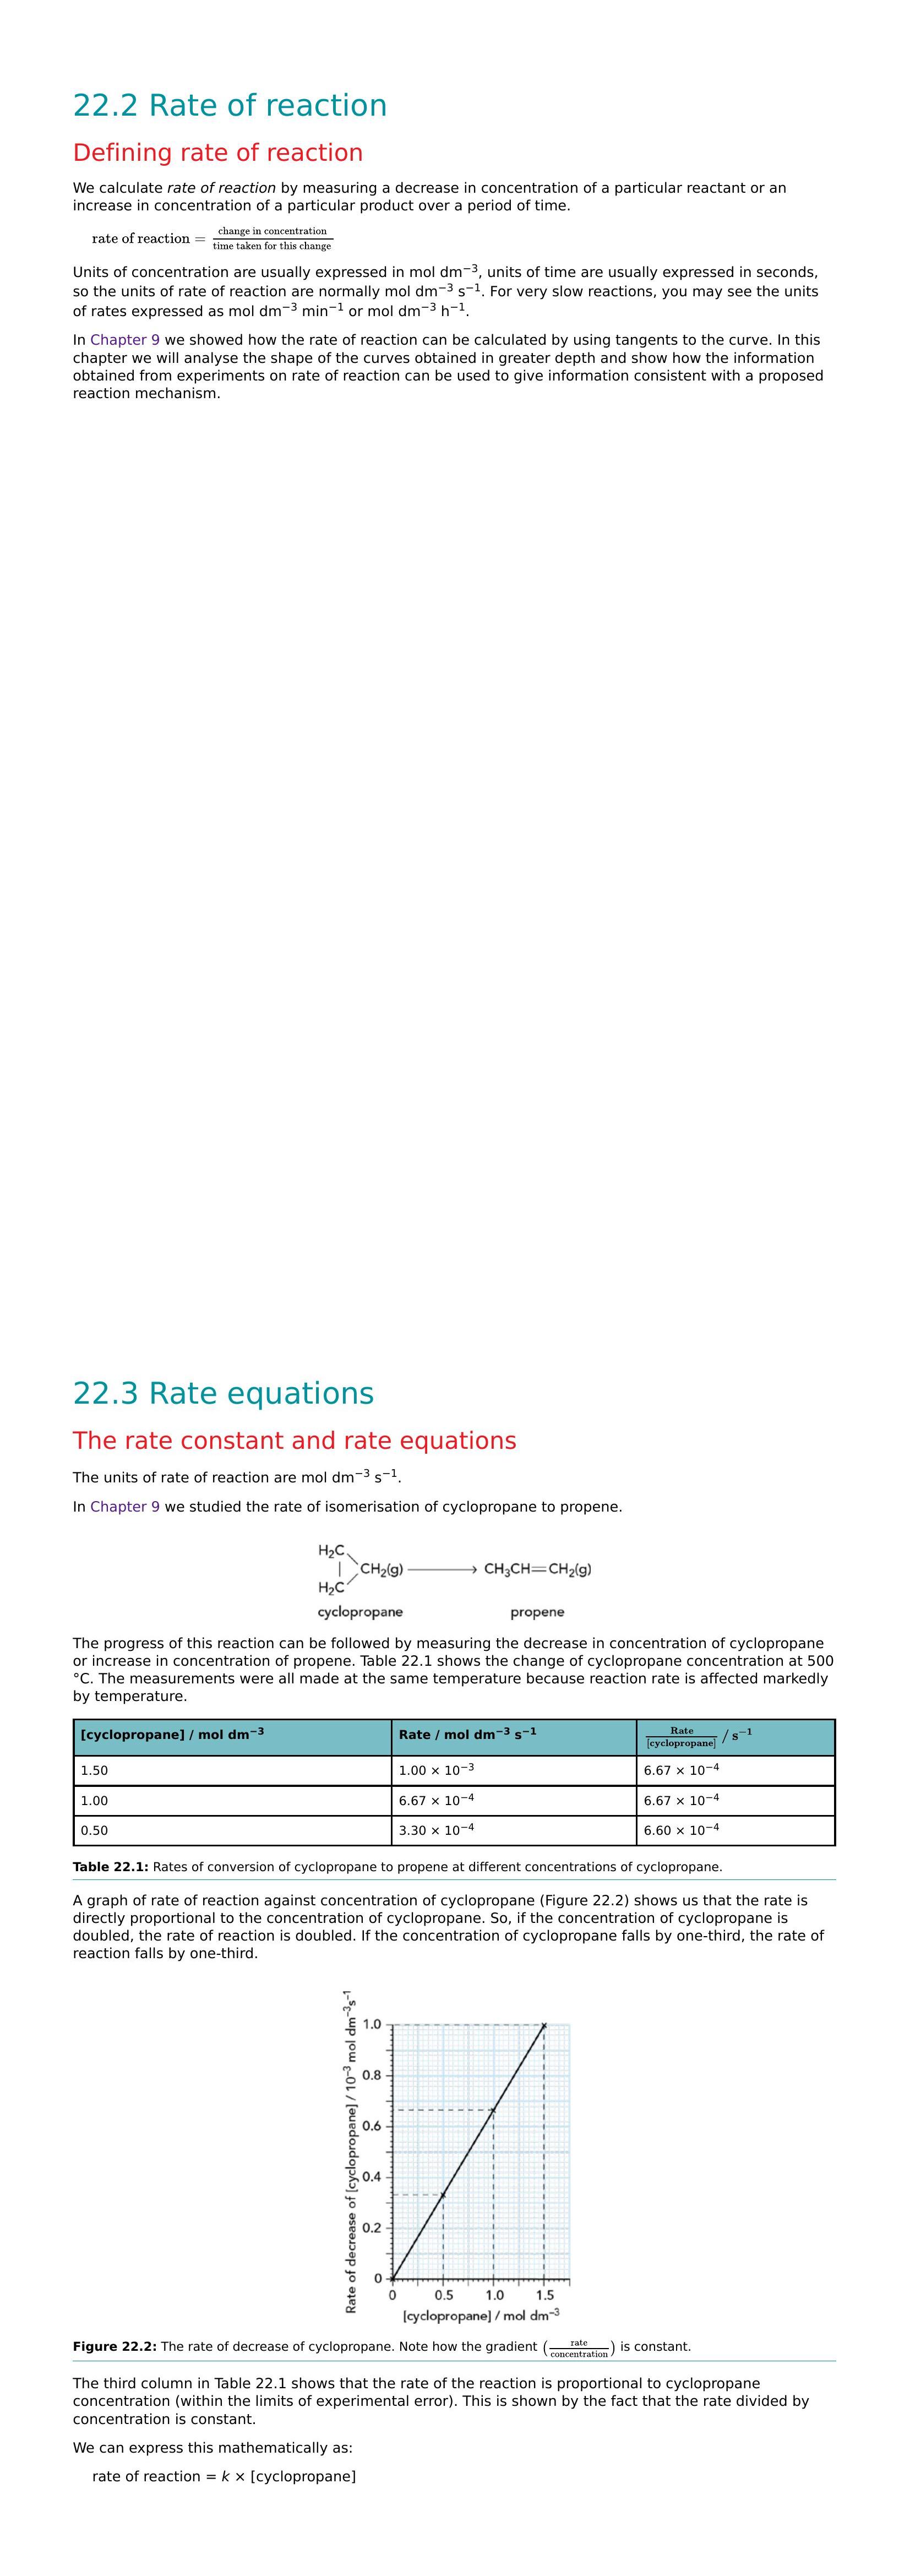 22.2 Rate of reaction
Defining rate of reaction
We calculate rate of reaction by measuring a decrease in concentration of a particular reactant or an
increase in concentration of a particular product over a period of time.
rate of reaction = change in concentration / time taken for this change
Units of concentration are usually expressed in mol dm⁻³, units of time are usually expressed in seconds,
so the units of rate of reaction are normally mol dm⁻³ s⁻¹. For very slow reactions, you may see the units
of rates expressed as mol dm⁻³ min⁻¹ or mol dm⁻³ h⁻¹.
In Chapter 9 we showed how the rate of reaction can be calculated by using tangents to the curve. In this
chapter we will analyse the shape of the curves obtained in greater depth and show how the information
obtained from experiments on rate of reaction can be used to give information consistent with a proposed
reaction mechanism.
22.3 Rate equations
The rate constant and rate equations
The units of rate of reaction are mol dm⁻³ s⁻¹.
In Chapter 9 we studied the rate of isomerisation of cyclopropane to propene.
H₂C
CH₂(g) ⟶ CH₃CH=CH₂(g)
H₂C
cyclopropane propene
The progress of this reaction can be followed by measuring the decrease in concentration of cyclopropane
or increase in concentration of propene. Table 22.1 shows the change of cyclopropane concentration at 500
°C. The measurements were all made at the same temperature because reaction rate is affected markedly
by temperature.
[cyclopropane] / mol dm⁻³ Rate / mol dm⁻³ s⁻¹ Rate / [cyclopropane] / s⁻¹
1.50 1.00 × 10⁻³ 6.67 × 10⁻⁴
1.00 6.67 × 10⁻⁴ 6.67 × 10⁻⁴
0.50 3.30 × 10⁻⁴ 6.60 × 10⁻⁴
Table 22.1: Rates of conversion of cyclopropane to propene at different concentrations of cyclopropane.
A graph of rate of reaction against concentration of cyclopropane (Figure 22.2) shows us that the rate is
directly proportional to the concentration of cyclopropane. So, if the concentration of cyclopropane is
doubled, the rate of reaction is doubled. If the concentration of cyclopropane falls by one-third, the rate of
reaction falls by one-third.
Rate of decrease of [cyclopropane] / 10⁻³ mol dm⁻³s⁻¹
1.0
0.8
0.6
0.4
0.2
0
0 0.5 1.0 1.5
[cyclopropane] / mol dm⁻³
Figure 22.2: The rate of decrease of cyclopropane. Note how the gradient (rate / concentration) is constant.
The third column in Table 22.1 shows that the rate of the reaction is proportional to cyclopropane
concentration (within the limits of experimental error). This is shown by the fact that the rate divided by
concentration is constant.
We can express this mathematically as:
rate of reaction = k × [cyclopropane]